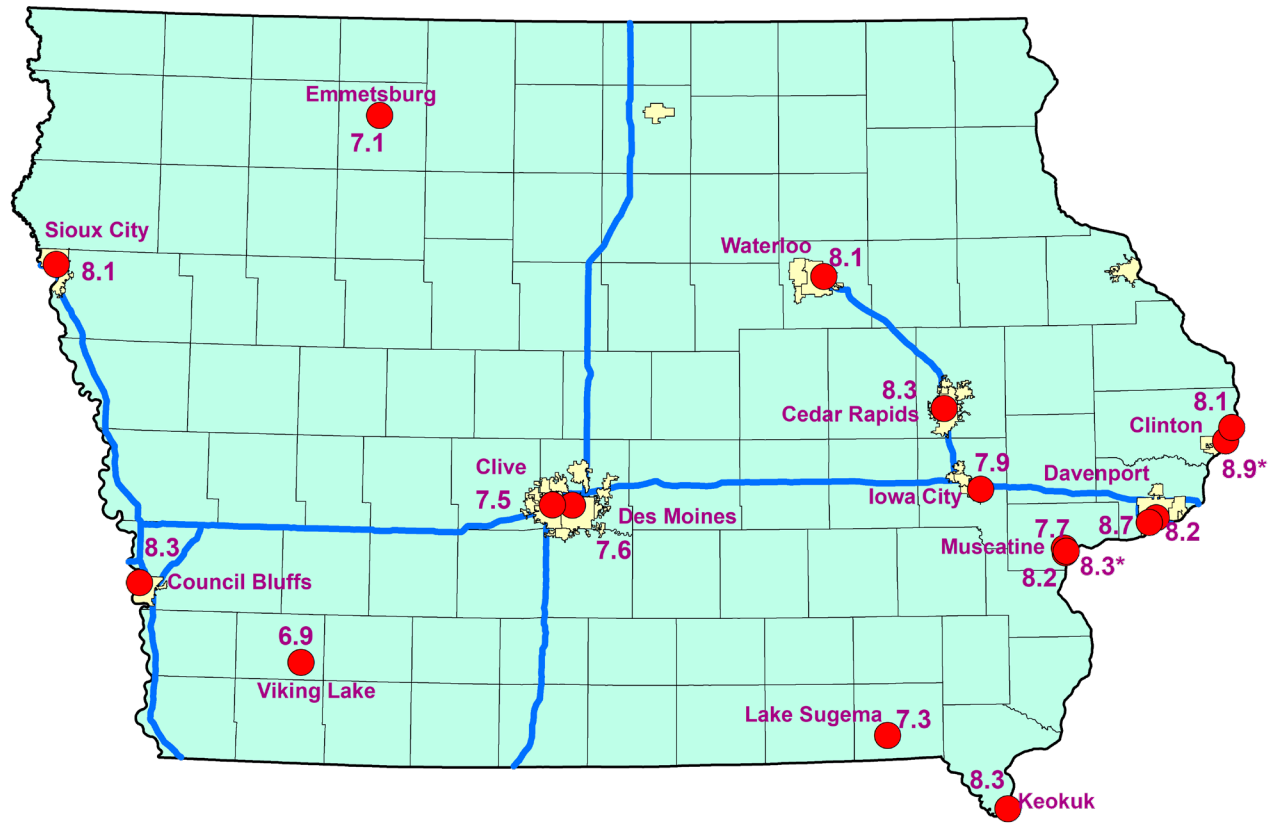 Emmetsburg
7.1
Sioux City
8.1
Waterloo
8.1
8.3
Cedar Rapids
8.1
Clinton
8.9*
Clive
7.5
Des Moines
7.6
7.9
Iowa City
Davenport
8.7
8.2
7.7
Muscatine
8.3*
8.2
8.3
Council Bluffs
6.9
Viking Lake
Lake Sugema
7.3
8.3
Keokuk